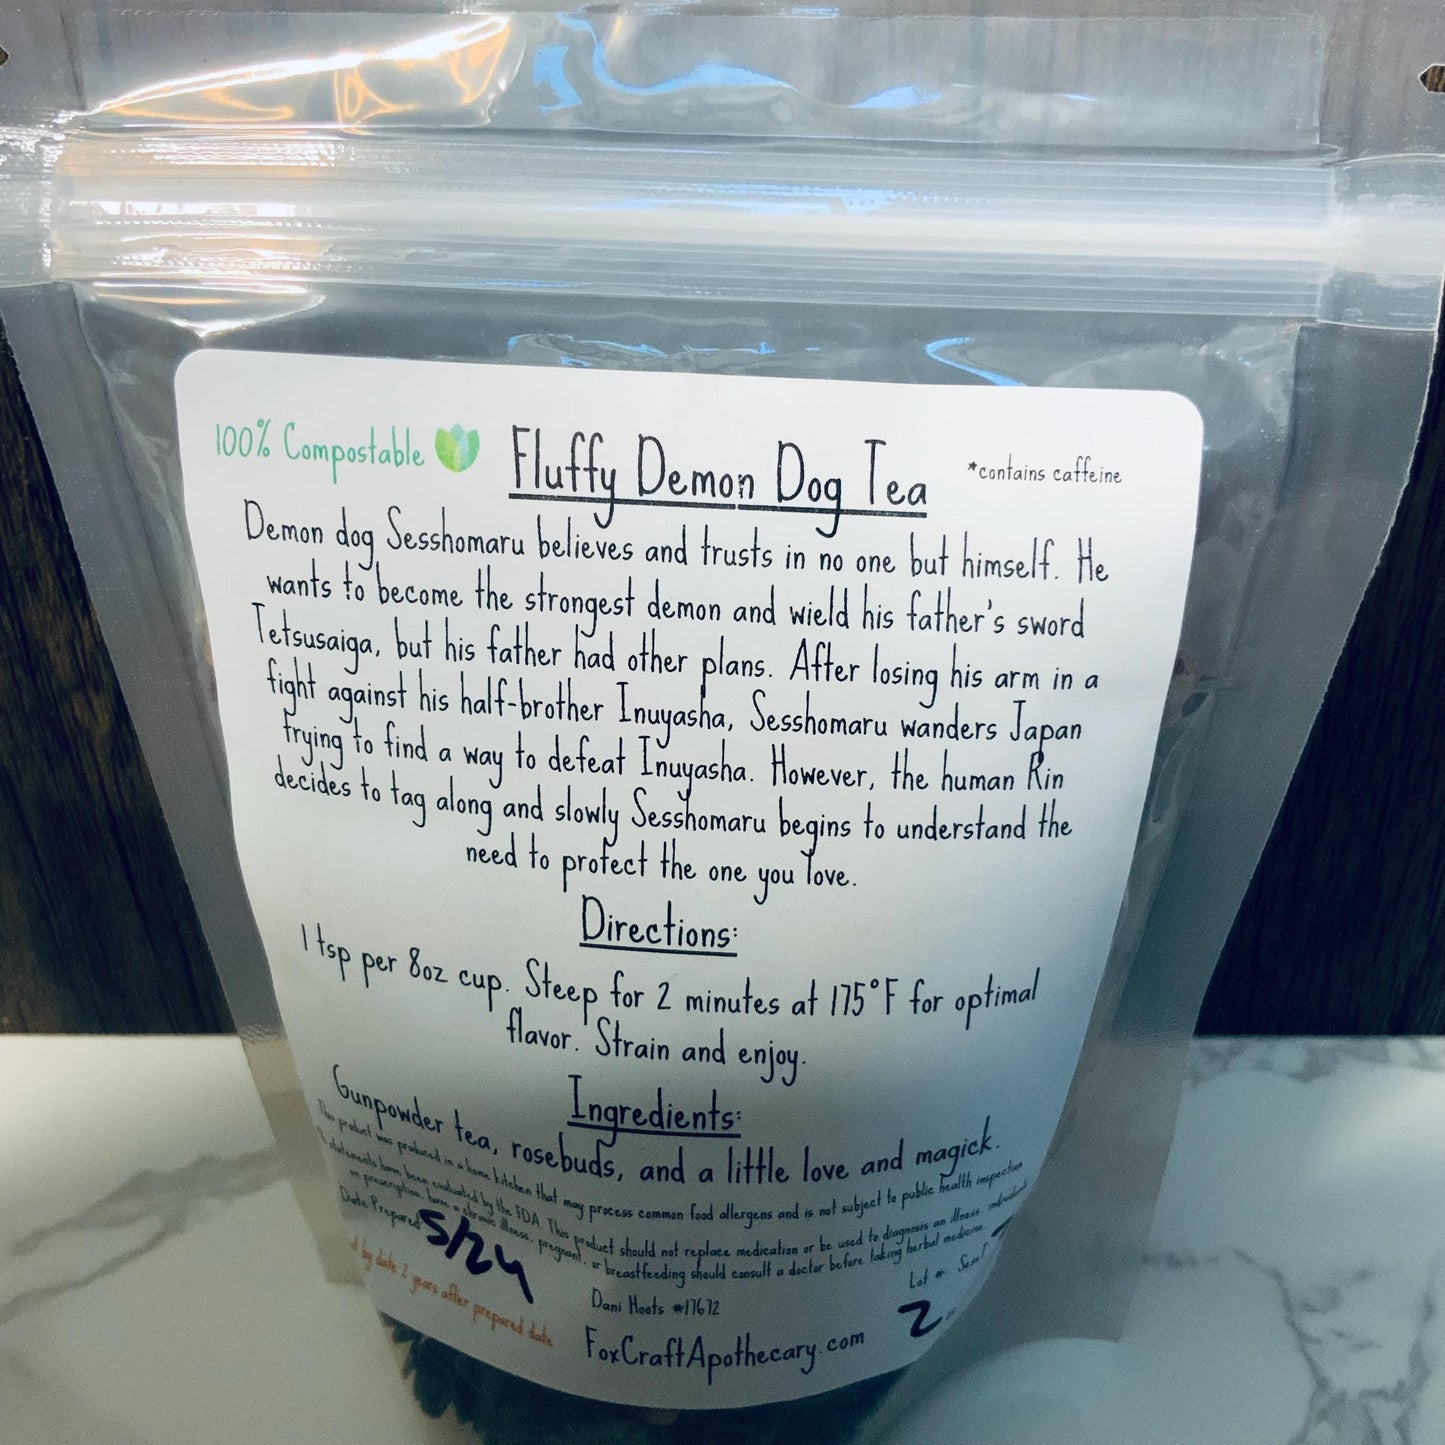 100% Compostable
Fluffy Demon Dog Tea
*contains caffeine
Demon dog Sesshomaru believes and trusts in no one but himself. He
wants to become the strongest demon and wield his father's sword
Tetsusaiga, but his father had other plans. After losing his arm in a
fight against his half-brother Inuyasha, Sesshomaru wanders Japan
trying to find a way to defeat Inuyasha. However, the human Rin
decides to tag along and slowly Sesshomaru begins to understand the
need to protect the one you love.
Directions:
1 tsp per 8oz cup. Steep for 2 minutes at 175°F for optimal
flavor. Strain and enjoy.
Ingredients:
Gunpowder tea, rosebuds, and a little love and magick.
This product was produced in a home kitchen that may process common food allergens and is not subject to public health inspection
statements have been evaluated by the FDA. This product should not replace medication or be used to diagnosis an illness. individuals
on prescription, have a chronic illness, pregnant, or breastfeeding should consult a doctor before taking herbal medicine.
Date Prepared 5/24
Lot #: SessT
by date 2 years after prepared date
Dani Hoots #17672
2
FoxCraftApothecary.com